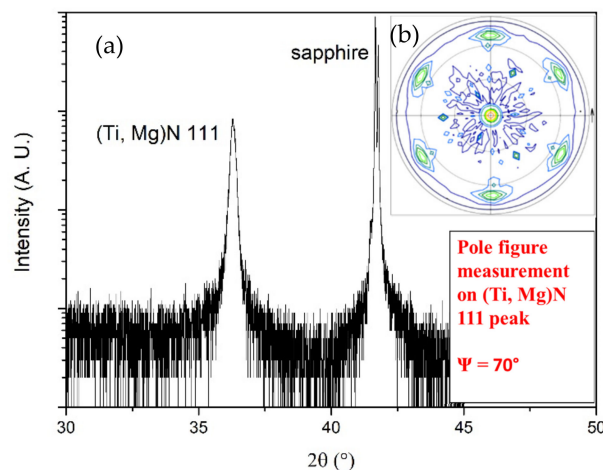 (a)
(b)
sapphire
(Ti, Mg)N 111
Intensity (A. U.)
Pole figure
measurement
on (Ti, Mg)N
111 peak
Ψ = 70°
30
35
40
45
50
2θ (°)